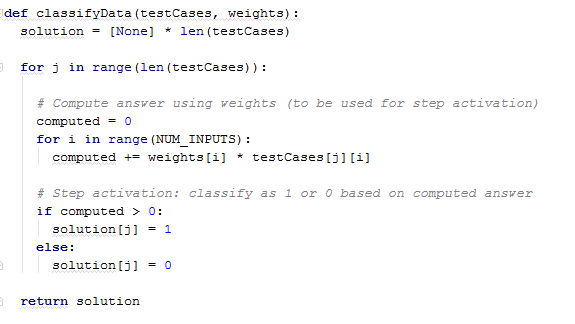 def classifyData(testCases, weights):
solution = [None] * len(testCases)
for j in range(len(testCases)):
# Compute answer using weights (to be used for step activation)
computed = 0
for i in range(NUM_INPUTS):
computed += weights[i] * testCases[j][i]
# Step activation: classify as 1 or 0 based on computed answer
if computed > 0:
solution[j] = 1
else:
solution[j] = 0
return solution